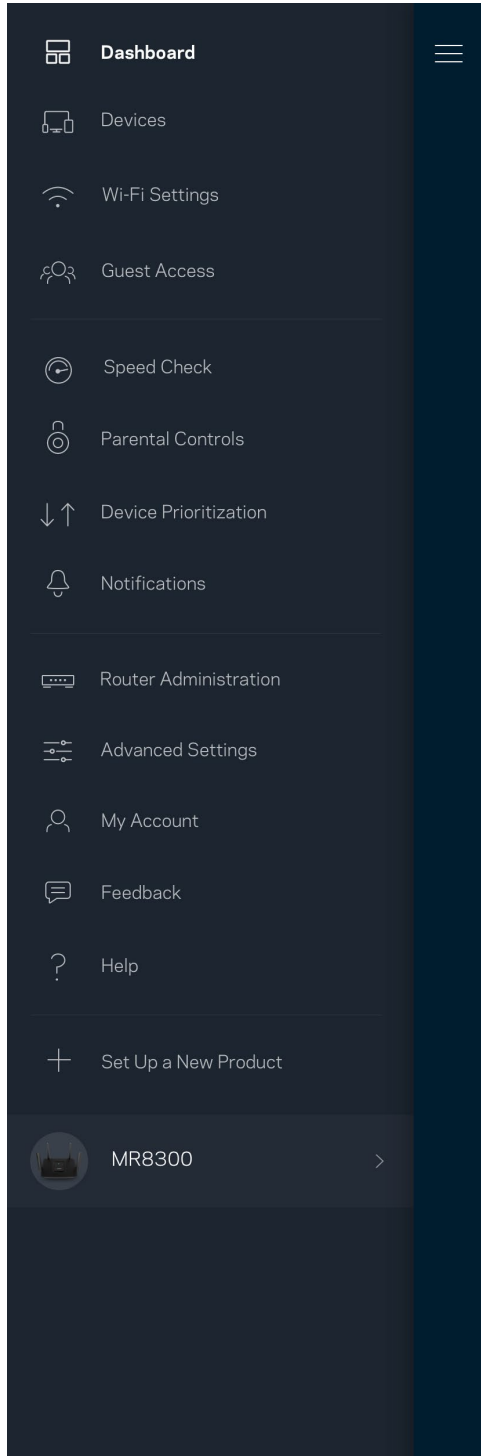 Dashboard
Devices
Wi-Fi Settings
Guest Access
Speed Check
Parental Controls
Device Prioritization
Notifications
Router Administration
Advanced Settings
My Account
Feedback
Help
Set Up a New Product
MR8300